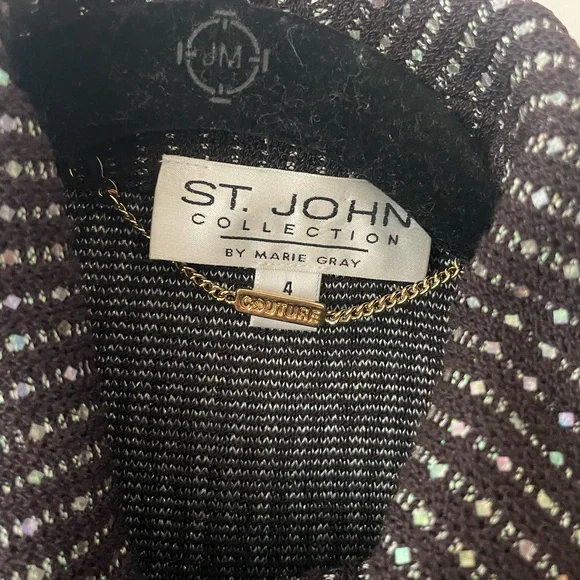 JM
ST. JOHN
COLLECTION
BY MARIE GRAY
4
COUTURE